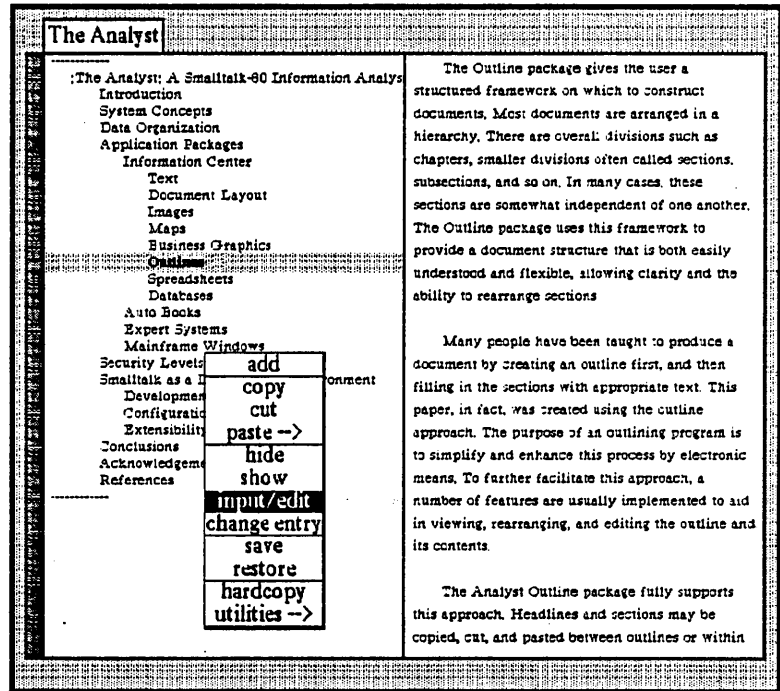 The Analyst
The Analyst: A Smalltalk-80 Information Analys
Introduction
System Concepts
Data Organization
Application Packages
Information Center
Text
Document Layout
Images
Maps
Business Graphics
Outlines
Spreadsheets
Databases
Auto Books
Expert Systems
Mainframe Windows
Security Levels
Smalltalk as a D onment
Developmen
Configuratio
Extensibility
Conclusions
Acknowledgeme
References
add
copy
cut
paste -->
hide
show
input/edit
change entry
save
restore
hardcopy
utilities -->
The Outline package gives the user a
structured framework on which to construct
documents. Most documents are arranged in a
hierarchy. There are overall divisions such as
chapters, smaller divisions often called sections,
subsections, and so on. In many cases, these
sections are somewhat independent of one another.
The Outline package uses this framework to
provide a document structure that is both easily
understood and flexible, allowing clarity and the
ability to rearrange sections
Many people have been taught to produce a
document by creating an outline first, and then
filling in the sections with appropriate text. This
paper, in fact, was created using the outline
approach. The purpose of an outlining program is
to simplify and enhance this process by electronic
means. To further facilitate this approach, a
number of features are usually implemented to aid
in viewing, rearranging, and editing the outline and
its contents.
The Analyst Outline package fully supports
this approach. Headlines and sections may be
copied, cut, and pasted between outlines or within